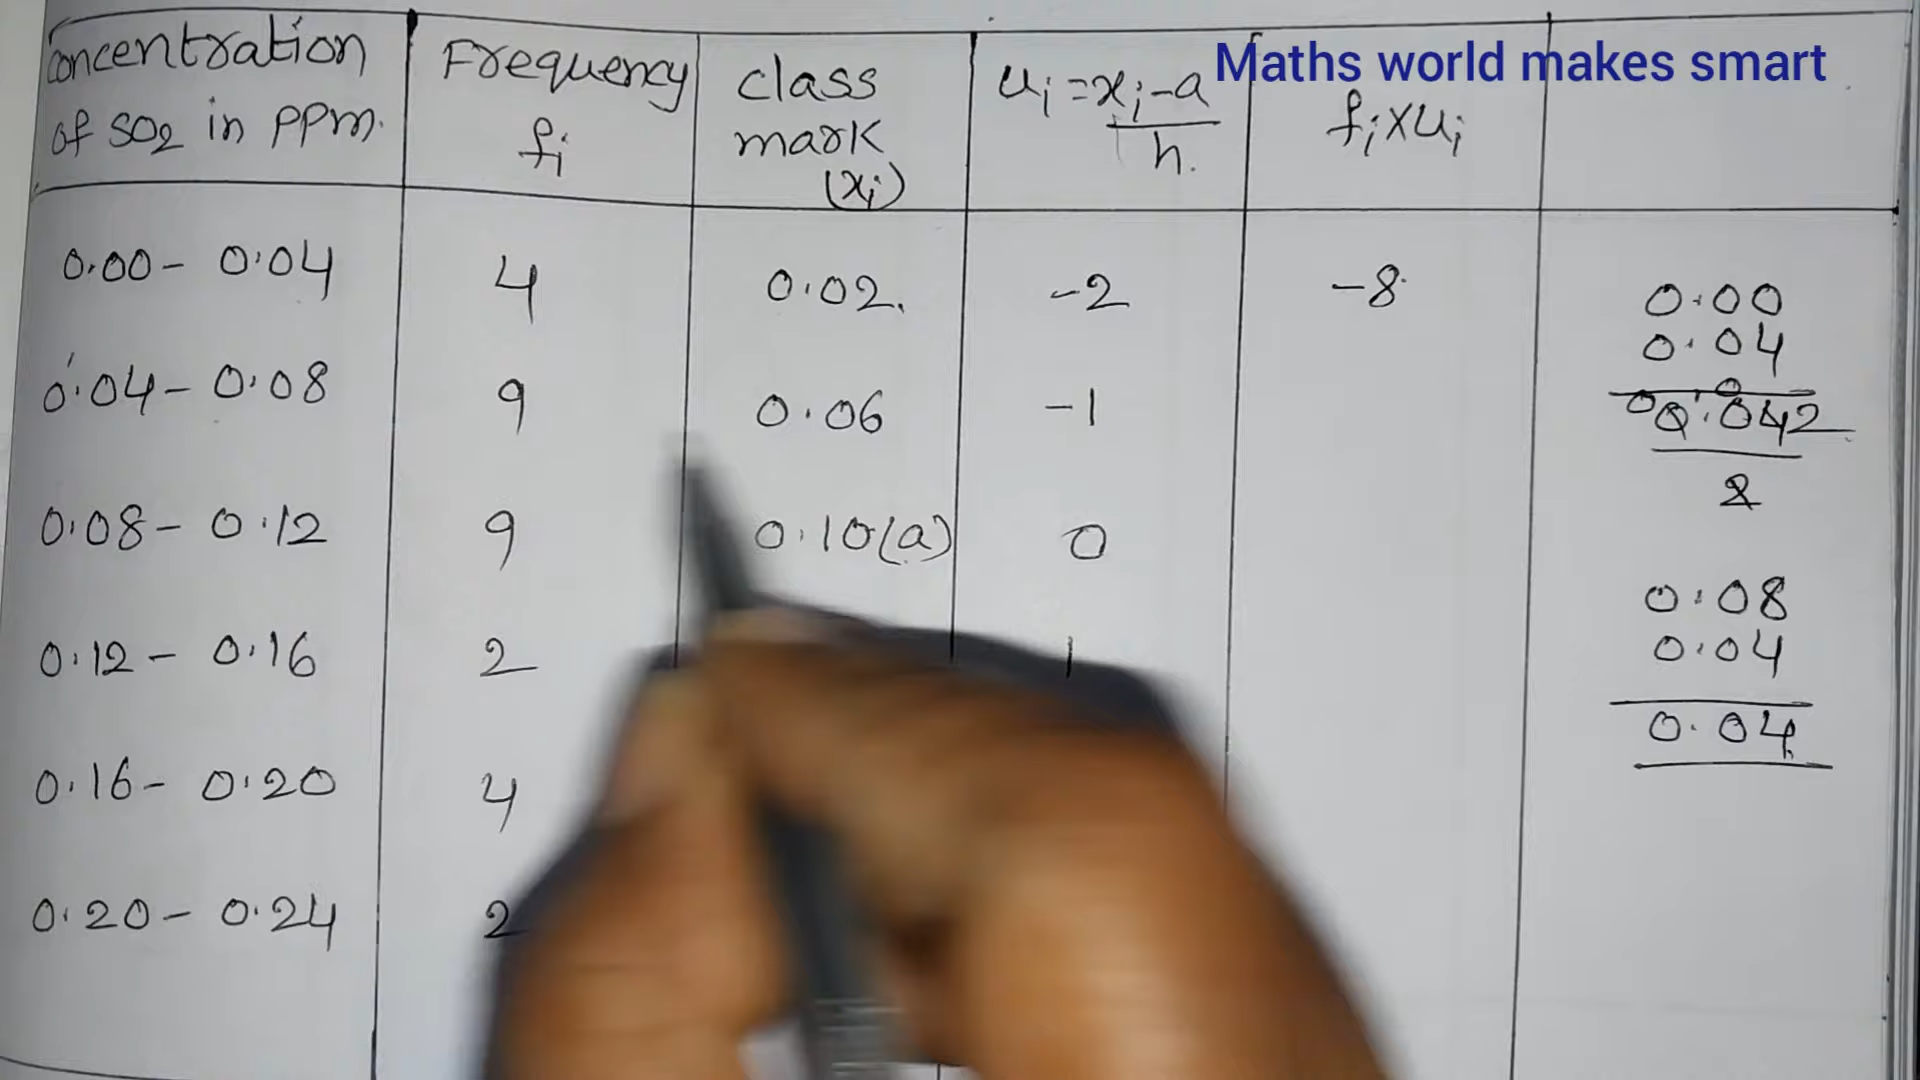 Maths world makes smart
concentration of SO2 in PPm.
Frequency fi
class mark (xi)
ui = xi - a / h.
fi x ui
0.00 - 0.04 4 0.02. -2 -8
0.04 - 0.08 9 0.06 -1
0.08 - 0.12 9 0.10(a) 0
0.12 - 0.16 2 1
0.16 - 0.20 4
0.20 - 0.24 2
0.00
0.04
2
0.08
0.04
0.04